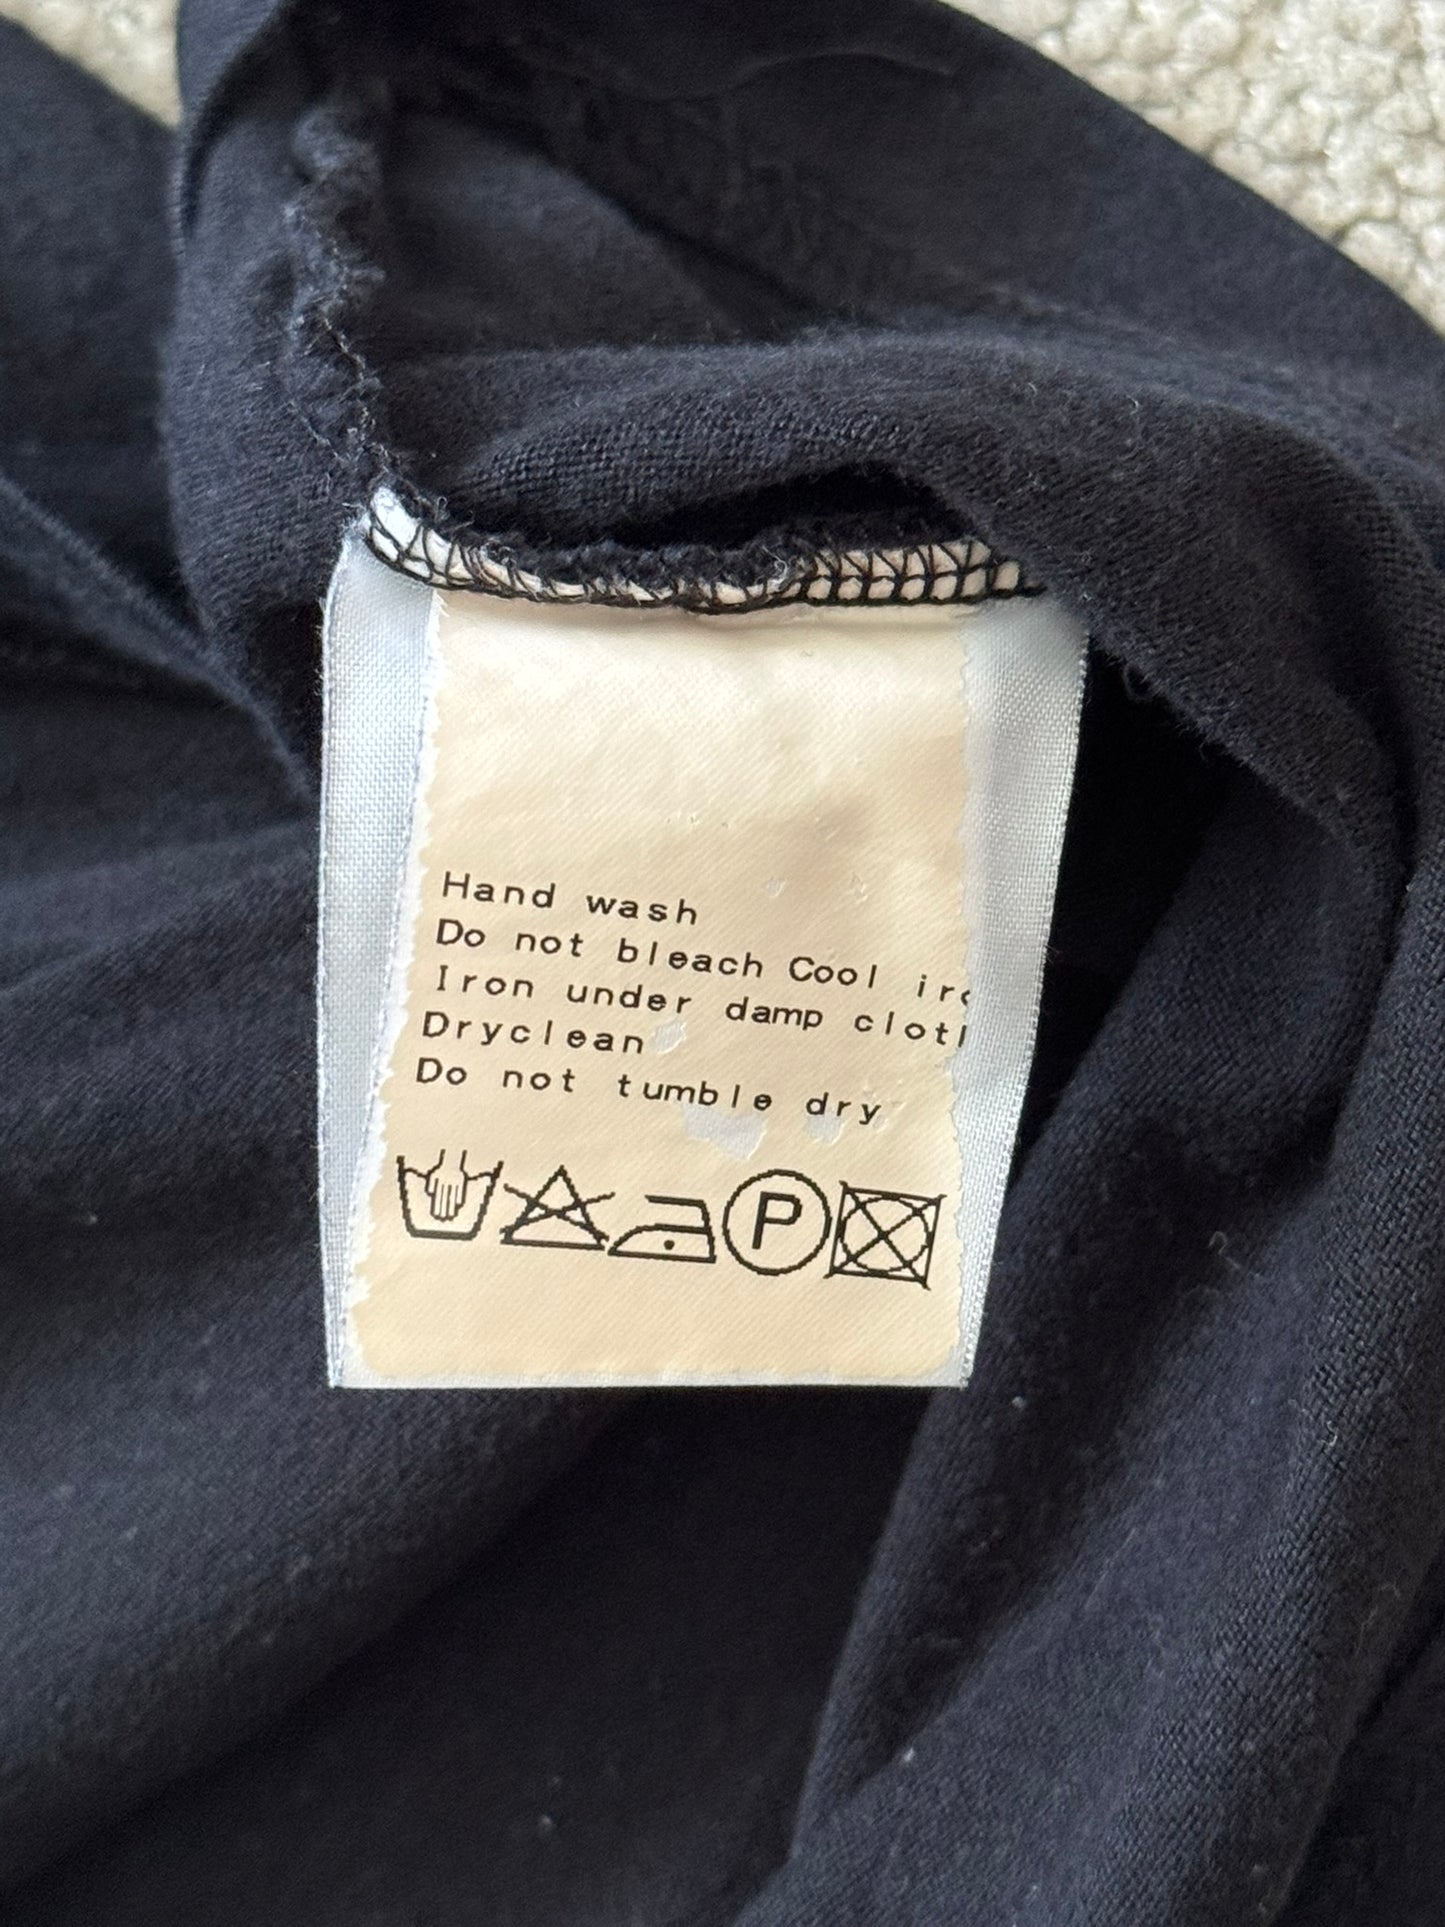 Hand wash
Do not bleach Cool
Iron under damp
Dryclean
Do not tumble dry
P